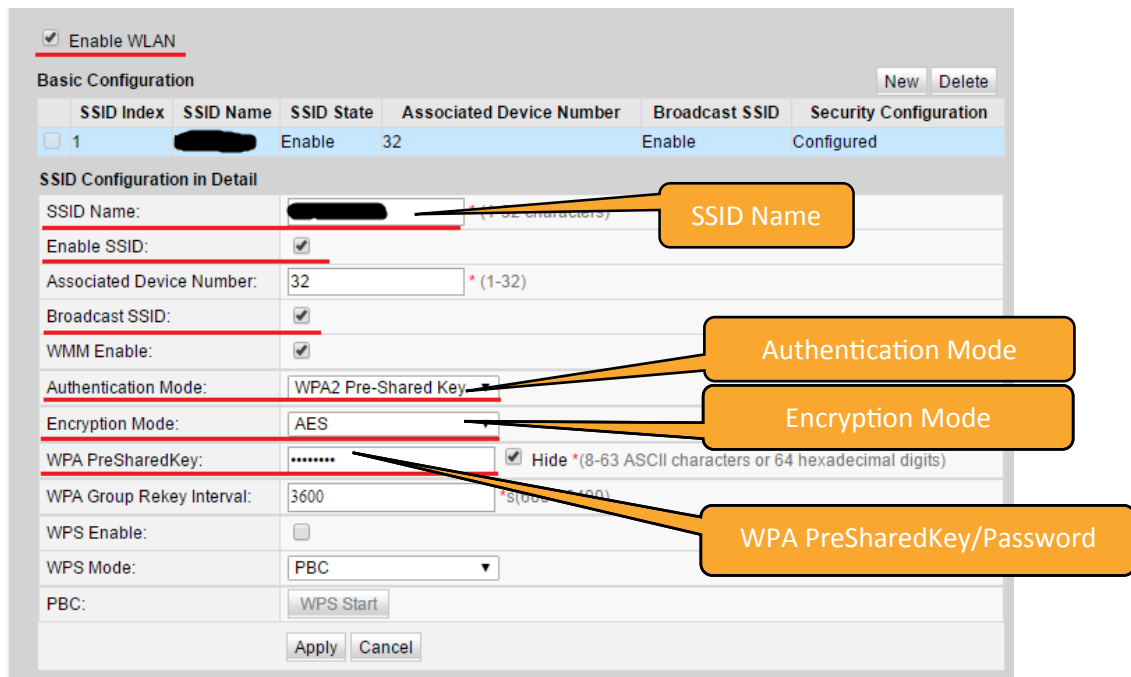 Enable WLAN
Basic Configuration New Delete
SSID Index SSID Name SSID State Associated Device Number Broadcast SSID Security Configuration
1 Enable 32 Enable Configured
SSID Configuration in Detail
SSID Name: * (1-32 characters) SSID Name
Enable SSID:
Associated Device Number: 32 * (1-32)
Broadcast SSID:
WMM Enable:
Authentication Mode
Authentication Mode: WPA2 Pre-Shared Key
Encryption Mode: AES Encryption Mode
WPA PreSharedKey: •••••••• Hide *(8-63 ASCII characters or 64 hexadecimal digits)
WPA Group Rekey Interval: 3600
WPS Enable:
WPA PreSharedKey/Password
WPS Mode: PBC
PBC: WPS Start
Apply Cancel